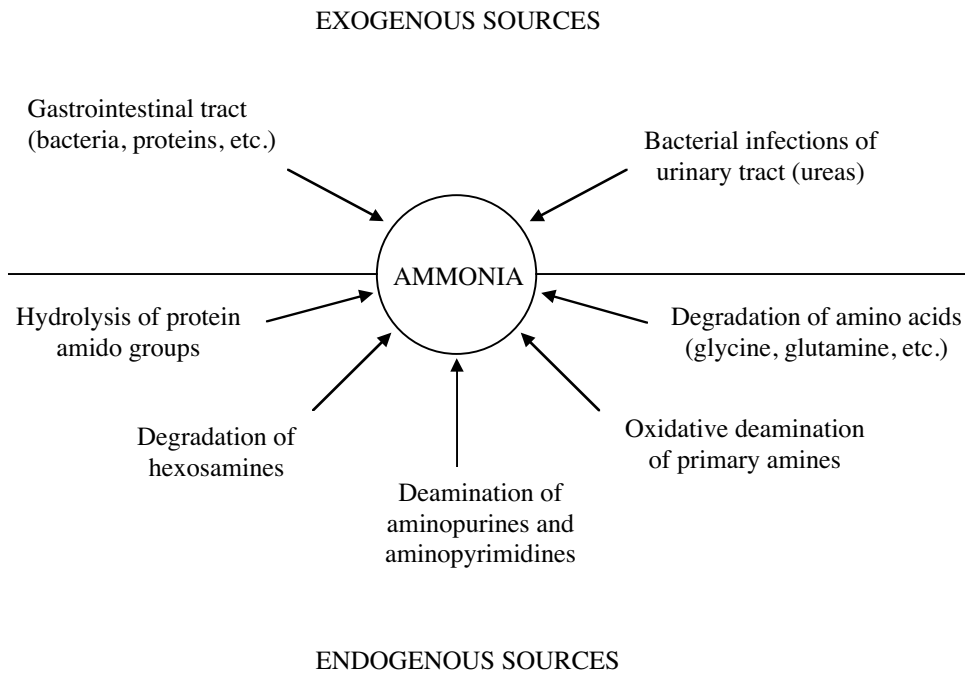 EXOGENOUS SOURCES
Gastrointestinal tract
(bacteria, proteins, etc.)
Bacterial infections of
urinary tract (ureas)
AMMONIA
Hydrolysis of protein
amido groups
Degradation of amino acids
(glycine, glutamine, etc.)
Degradation of
hexosamines
Oxidative deamination
of primary amines
Deamination of
aminopurines and
aminopyrimidines
ENDOGENOUS SOURCES